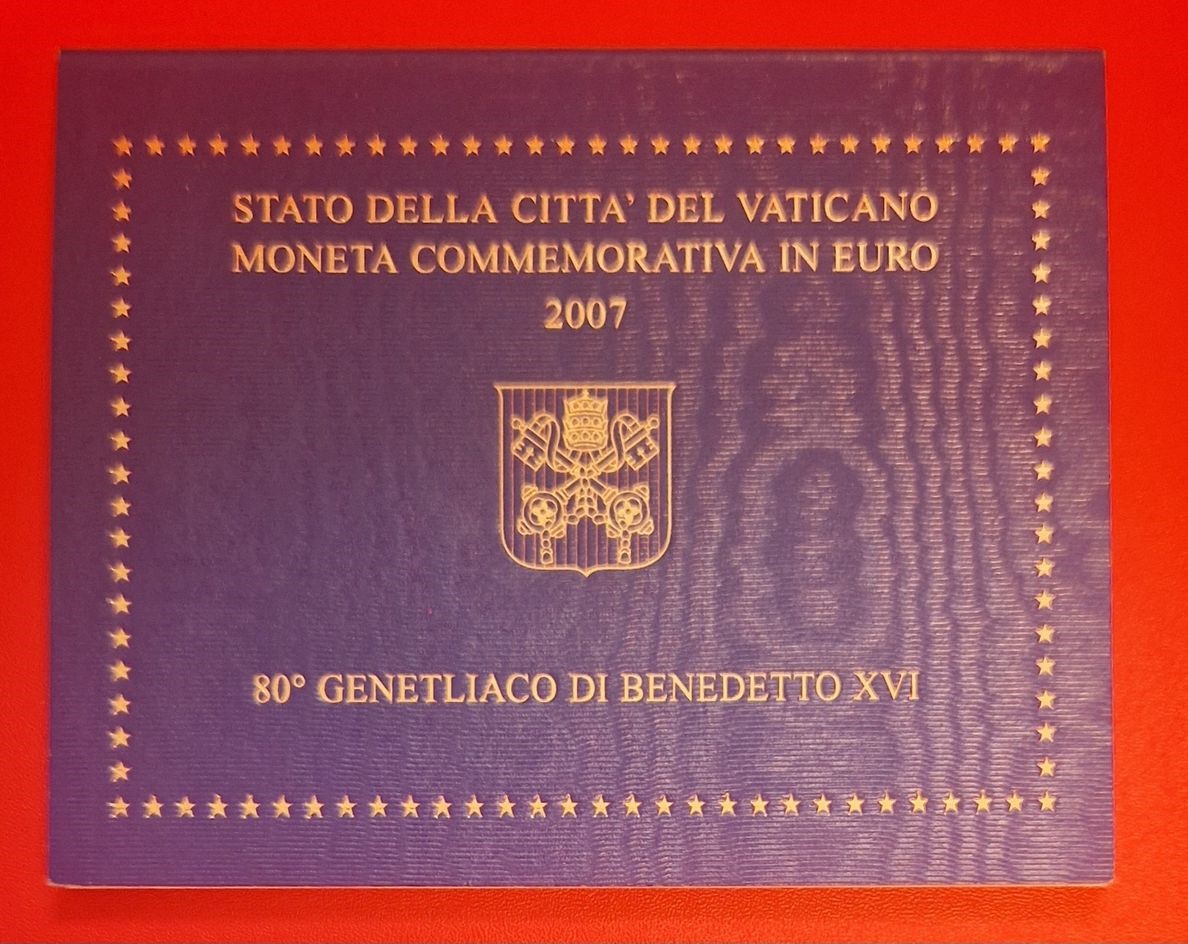 STATO DELLA CITTA' DEL VATICANO
MONETA COMMEMORATIVA IN EURO
2007
80° GENETLIACO DI BENEDETTO XVI